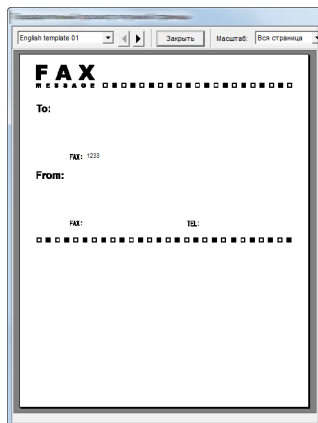 English template 01
Закрыть
Масштаб: Вся страница
FAX
MESSAGE
To:
FAX: 1233
From:
FAX: TEL: